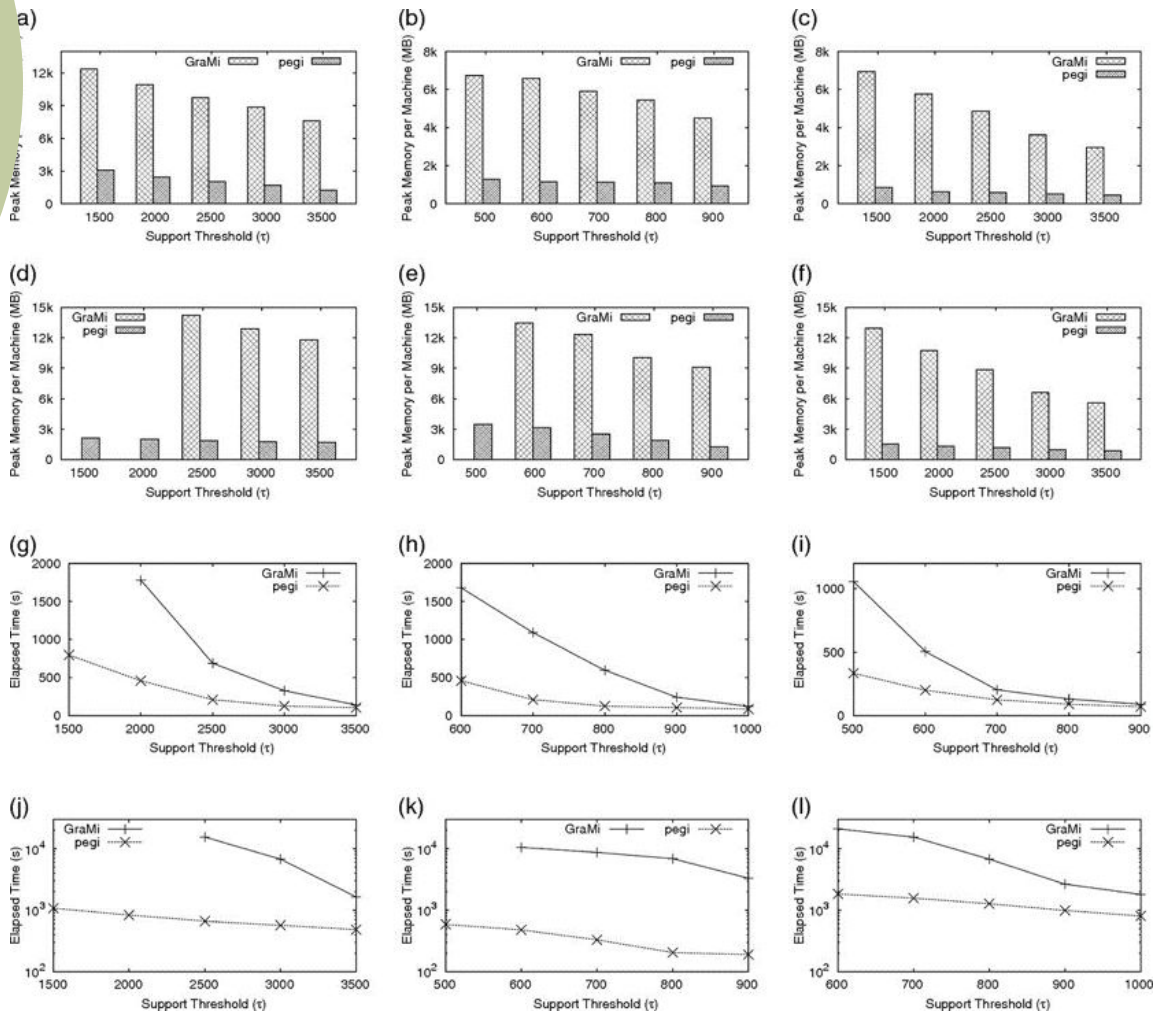 a)
Peak Memory
GraMi pegi
12k
9k
6k
3k
0
1500 2000 2500 3000 3500
Support Threshold (τ)
(b)
Peak Memory per Machine (MB)
GraMi pegi
8k
6k
4k
2k
0
500 600 700 800 900
Support Threshold (τ)
(c)
Peak Memory per Machine (MB)
GraMi
pegi
8k
6k
4k
2k
0
1500 2000 2500 3000 3500
Support Threshold (τ)
(d)
Peak Memory per Machine (MB)
GraMi
pegi
15k
12k
9k
6k
3k
0
1500 2000 2500 3000 3500
Support Threshold (τ)
(e)
Peak Memory per Machine (MB)
GraMi pegi
15k
12k
9k
6k
3k
0
500 600 700 800 900
Support Threshold (τ)
(f)
Peak Memory per Machine (MB)
GraMi
pegi
15k
12k
9k
6k
3k
0
1500 2000 2500 3000 3500
Support Threshold (τ)
(g)
Elapsed Time (s)
GraMi
pegi
2000
1500
1000
500
0
1500 2000 2500 3000 3500
Support Threshold (τ)
(h)
Elapsed Time (s)
GraMi
pegi
2000
1500
1000
500
0
600 700 800 900 1000
Support Threshold (τ)
(i)
Elapsed Time (s)
GraMi
pegi
1000
500
0
500 600 700 800 900
Support Threshold (τ)
(j)
Elapsed Time (s)
GraMi
pegi
10⁴
10³
10²
1500 2000 2500 3000 3500
Support Threshold (τ)
(k)
Elapsed Time (s)
GraMi pegi
10⁴
10³
10²
500 600 700 800 900
Support Threshold (τ)
(l)
Elapsed Time (s)
GraMi
pegi
10⁴
10³
10²
600 700 800 900 1000
Support Threshold (τ)